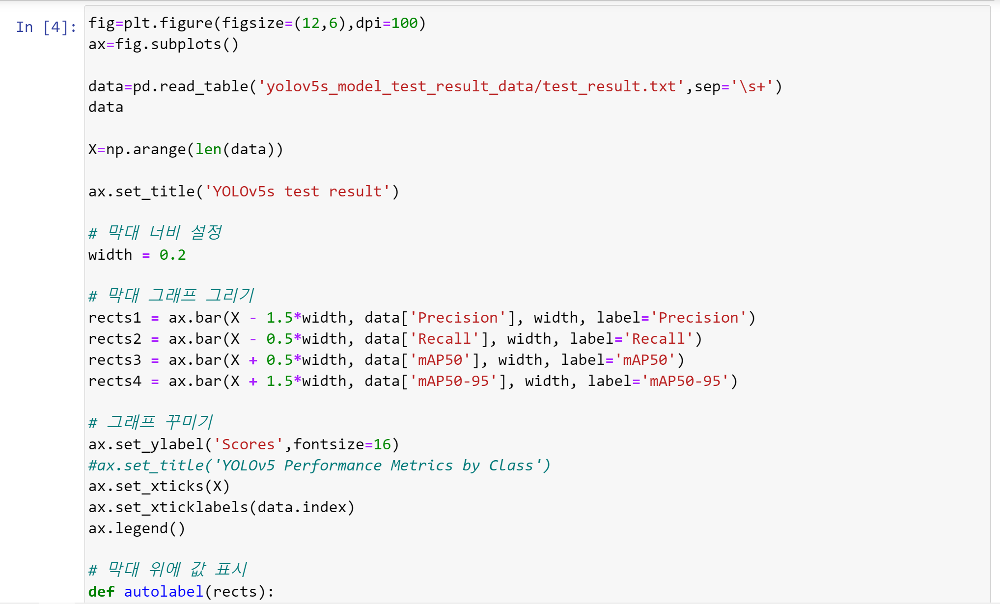 In [4]:
fig=plt.figure(figsize=(12,6),dpi=100)
ax=fig.subplots()
data=pd.read_table('yolov5s_model_test_result_data/test_result.txt',sep='\s+')
data
X=np.arange(len(data))
ax.set_title('YOLOv5s test result')
# 막대 너비 설정
width = 0.2
# 막대 그래프 그리기
rects1 = ax.bar(X - 1.5*width, data['Precision'], width, label='Precision')
rects2 = ax.bar(X - 0.5*width, data['Recall'], width, label='Recall')
rects3 = ax.bar(X + 0.5*width, data['mAP50'], width, label='mAP50')
rects4 = ax.bar(X + 1.5*width, data['mAP50-95'], width, label='mAP50-95')
# 그래프 꾸미기
ax.set_ylabel('Scores',fontsize=16)
#ax.set_title('YOLOv5 Performance Metrics by Class')
ax.set_xticks(X)
ax.set_xticklabels(data.index)
ax.legend()
# 막대 위에 값 표시
def autolabel(rects):